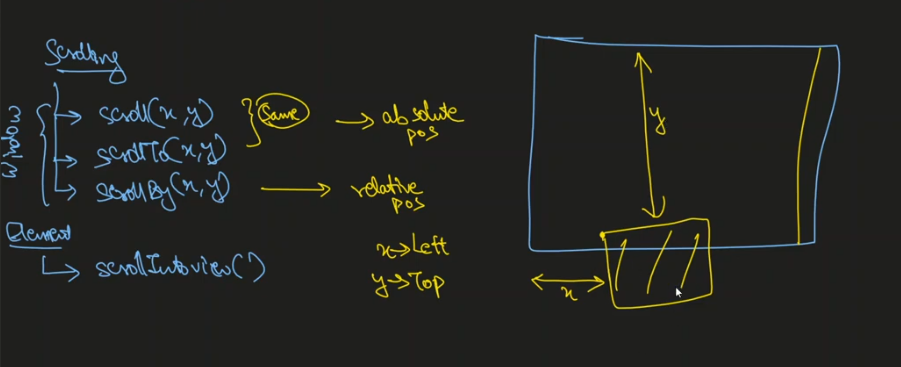 Scrolling
Window
scroll(x,y)
scrollTo(x,y)
Same
→ absolute pos
scrollBy(x,y) → relative pos
Element
scrollIntoview()
x→Left
y→Top
y
x